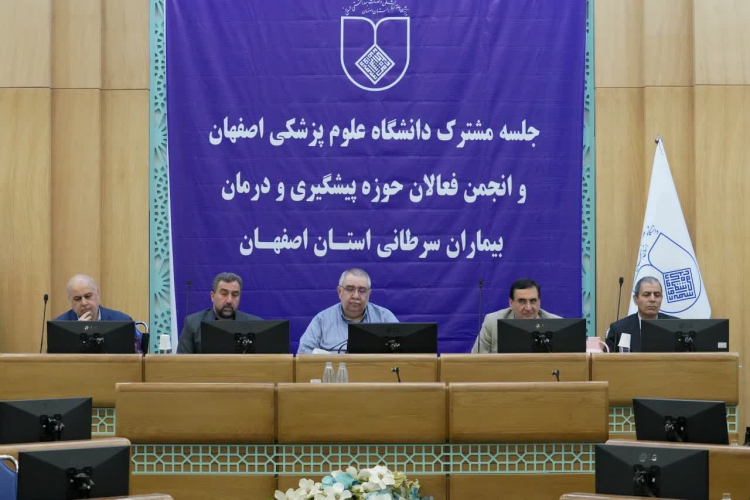 جلسه مشترک دانشگاه علوم پزشکی اصفهان
و انجمن فعالان حوزه پیشگیری و درمان
بیماران سرطانی استان اصفهان